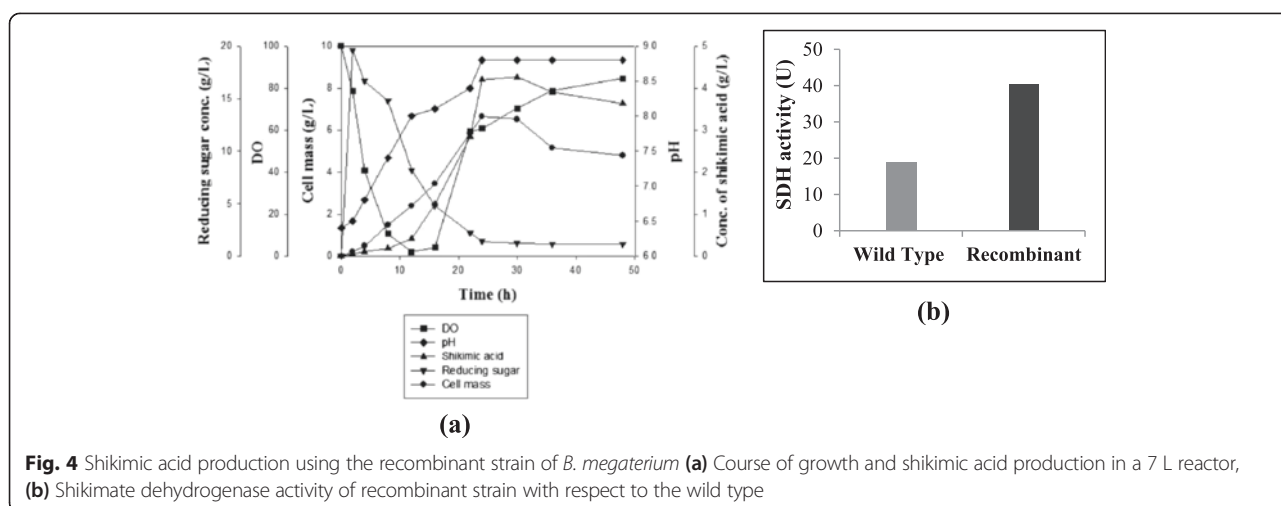 Reducing sugar conc. (g/L)
20
15
10
5
0
DO
100
80
60
40
20
0
Cell mass (g/L)
10
8
6
4
2
0
0
10
20
30
40
50
Time (h)
9.0
8.5
8.0
7.5
7.0
6.5
6.0
pH
5
4
3
2
1
0
Conc. of shikimic acid (g/L)
DO
pH
Shikimic acid
Reducing sugar
Cell mass
(a)
SDH activity (U)
50
40
30
20
10
0
Wild Type Recombinant
(b)
Fig. 4 Shikimic acid production using the recombinant strain of B. megaterium (a) Course of growth and shikimic acid production in a 7 L reactor,
(b) Shikimate dehydrogenase activity of recombinant strain with respect to the wild type